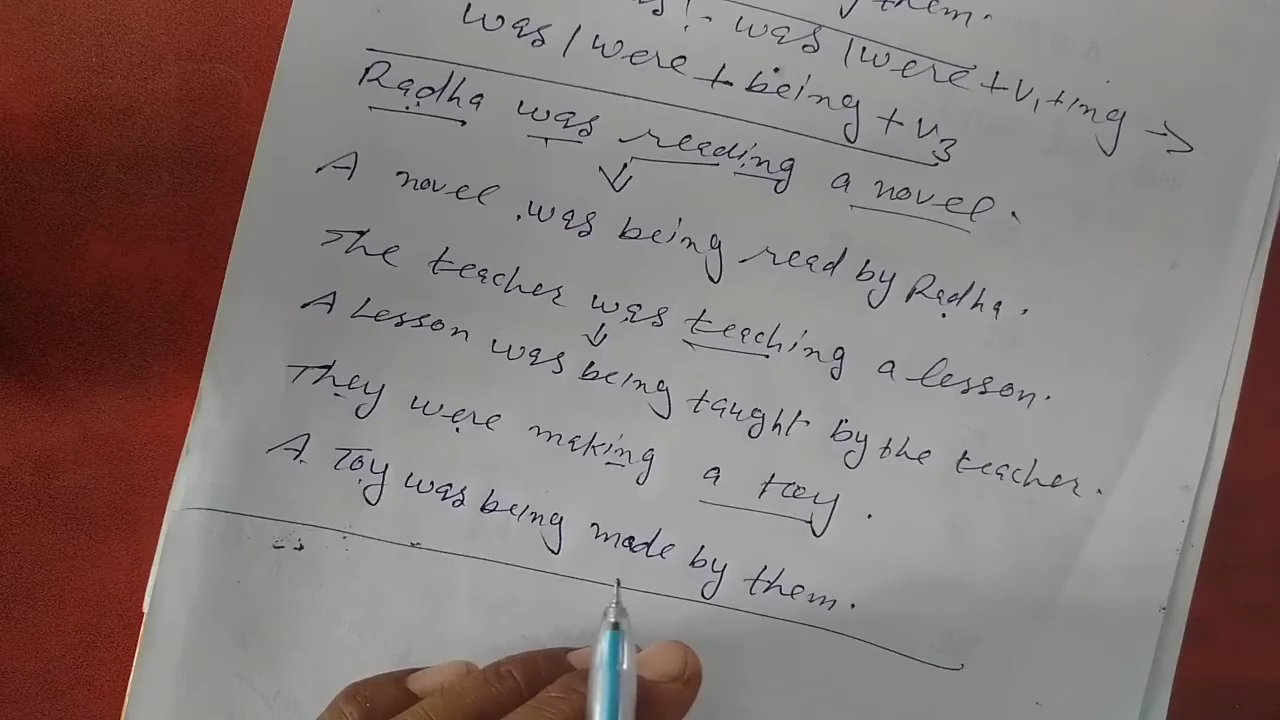 them.
was / were + V1 + ing →
was / were + being + V3
Radha was reading a novel.
A novel was being read by Radha.
The teacher was teaching a lesson.
A Lesson was being taught by the teacher.
They were making a toy.
A Toy was being made by them.